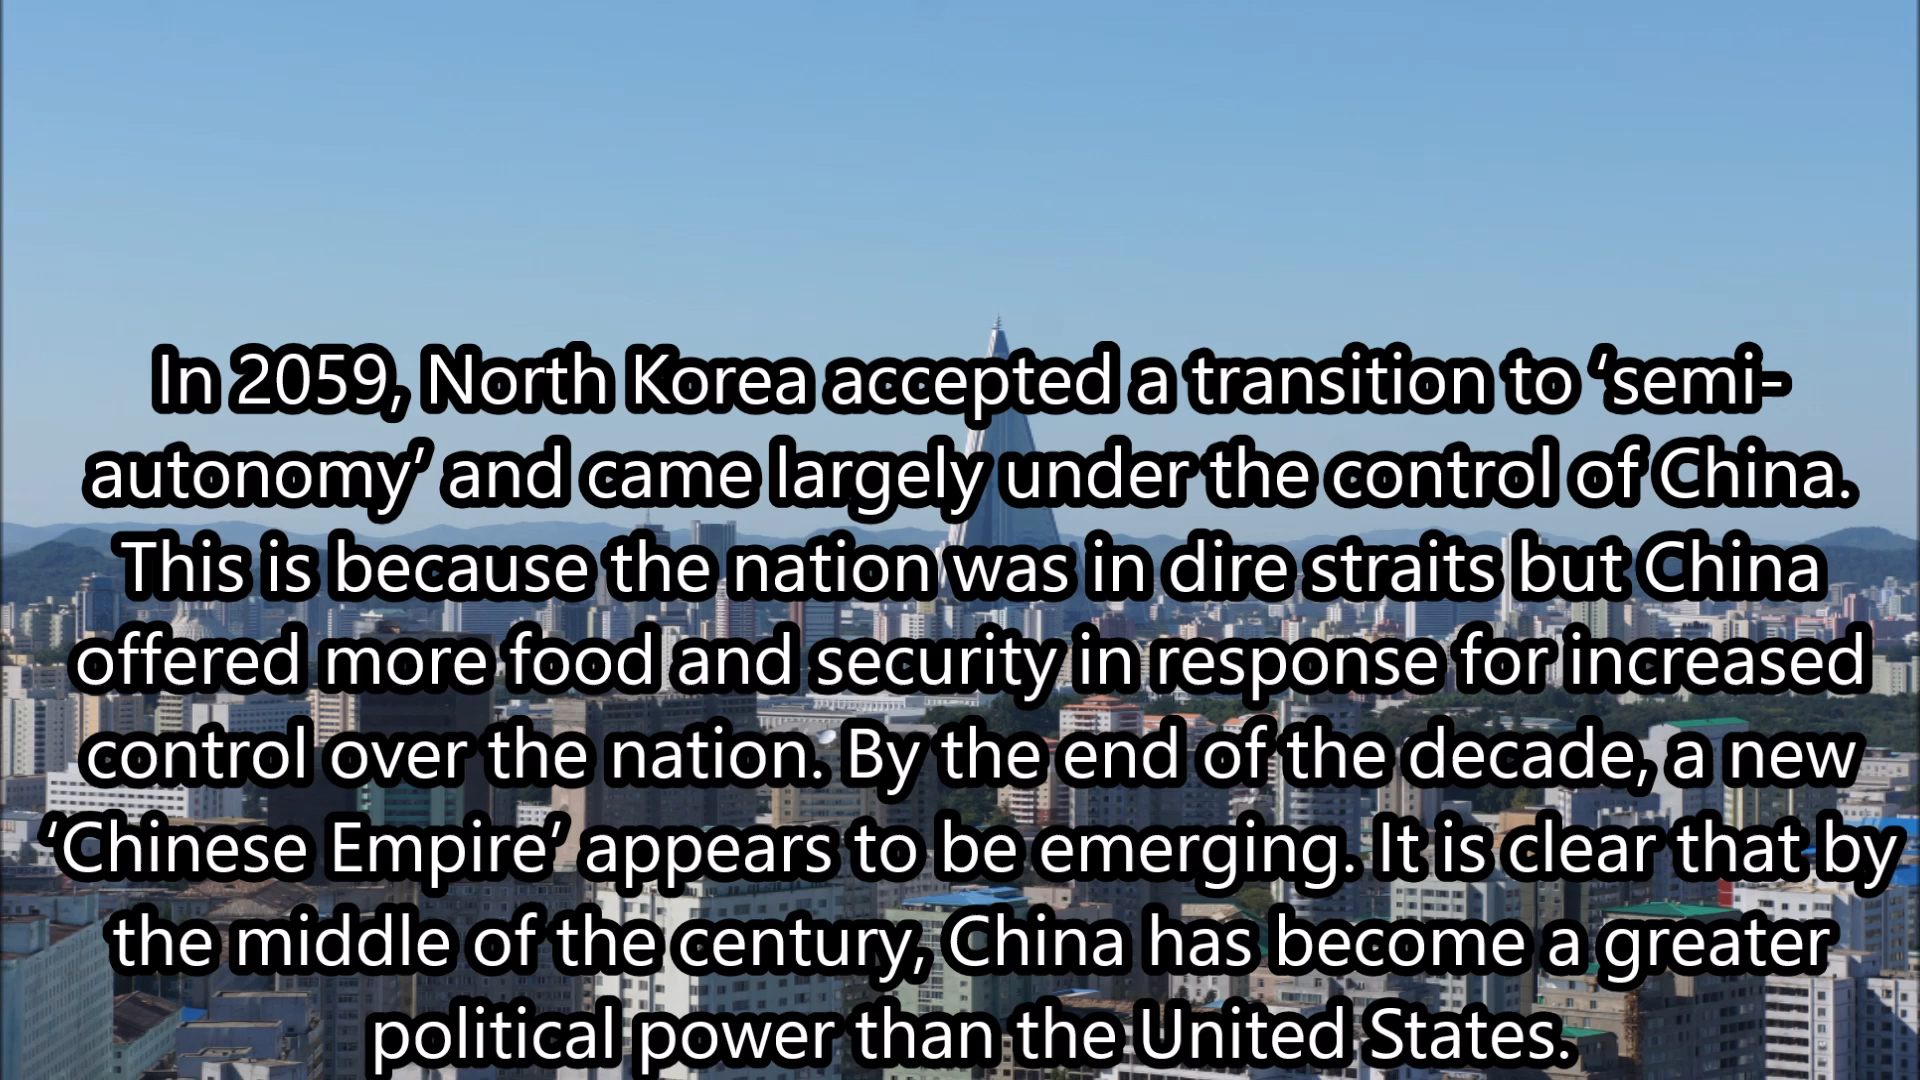 In 2059, North Korea accepted a transition to ‘semi-
autonomy’ and came largely under the control of China.
This is because the nation was in dire straits but China
offered more food and security in response for increased
control over the nation. By the end of the decade, a new
‘Chinese Empire’ appears to be emerging. It is clear that by
the middle of the century, China has become a greater
political power than the United States.